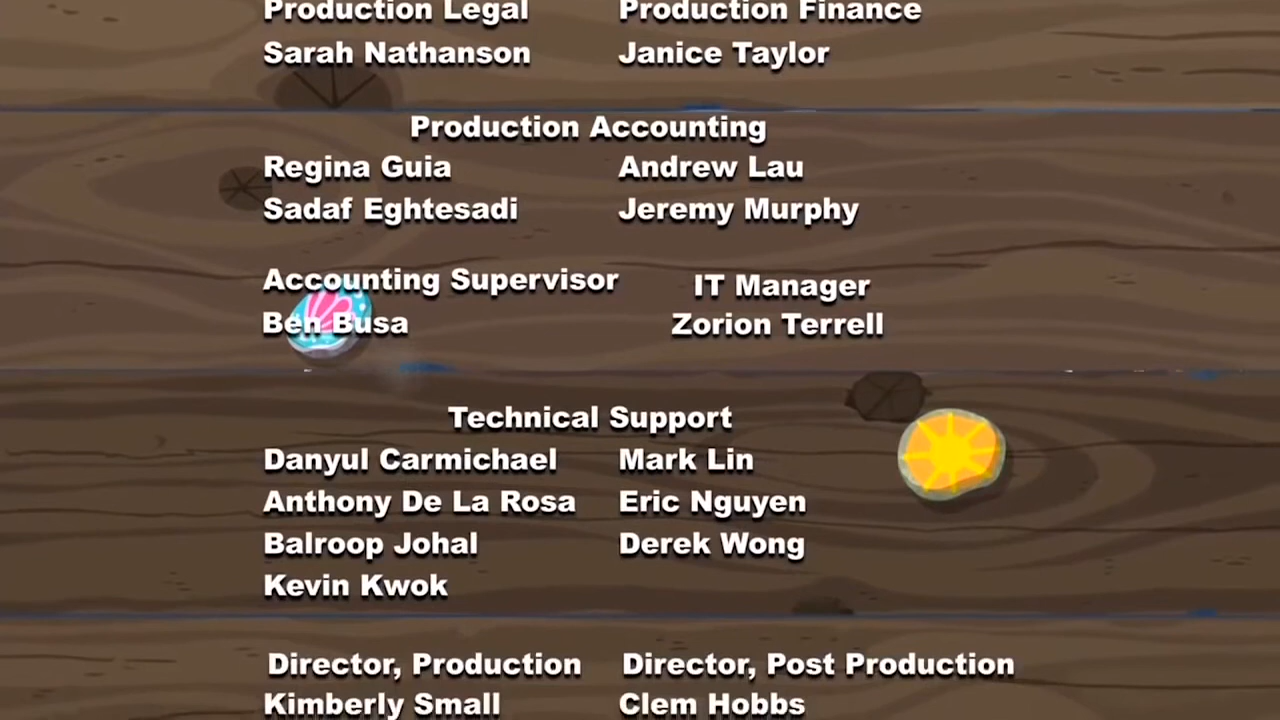 Production Legal Production Finance
Sarah Nathanson Janice Taylor
Production Accounting
Regina Guia Andrew Lau
Sadaf Eghtesadi Jeremy Murphy
Accounting Supervisor IT Manager
Ben Busa Zorion Terrell
Technical Support
Danyul Carmichael Mark Lin
Anthony De La Rosa Eric Nguyen
Balroop Johal Derek Wong
Kevin Kwok
Director, Production Director, Post Production
Kimberly Small Clem Hobbs